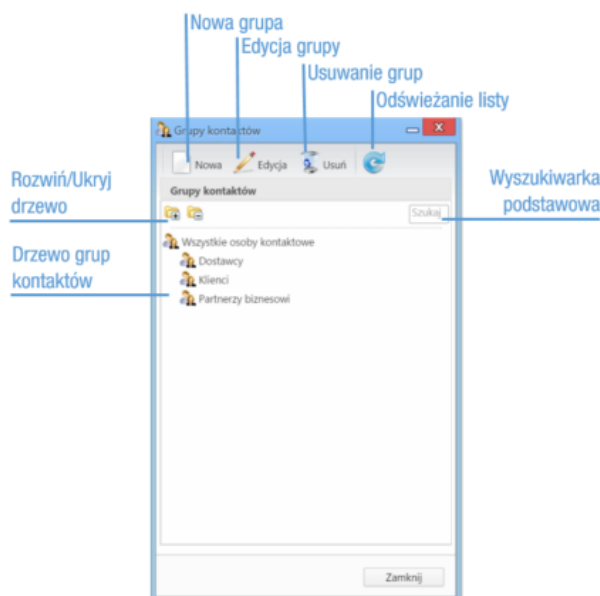 Nowa grupa
Edycja grupy
Usuwanie grup
Odświeżanie listy
Grupy kontaktów
Nowa Edycja Usuń
Rozwiń/Ukryj
drzewo
Grupy kontaktów
Wyszukiwarka
podstawowa
Szukaj
Drzewo grup
kontaktów
Wszystkie osoby kontaktowe
Dostawcy
Klienci
Partnerzy biznesowi
Zamknij